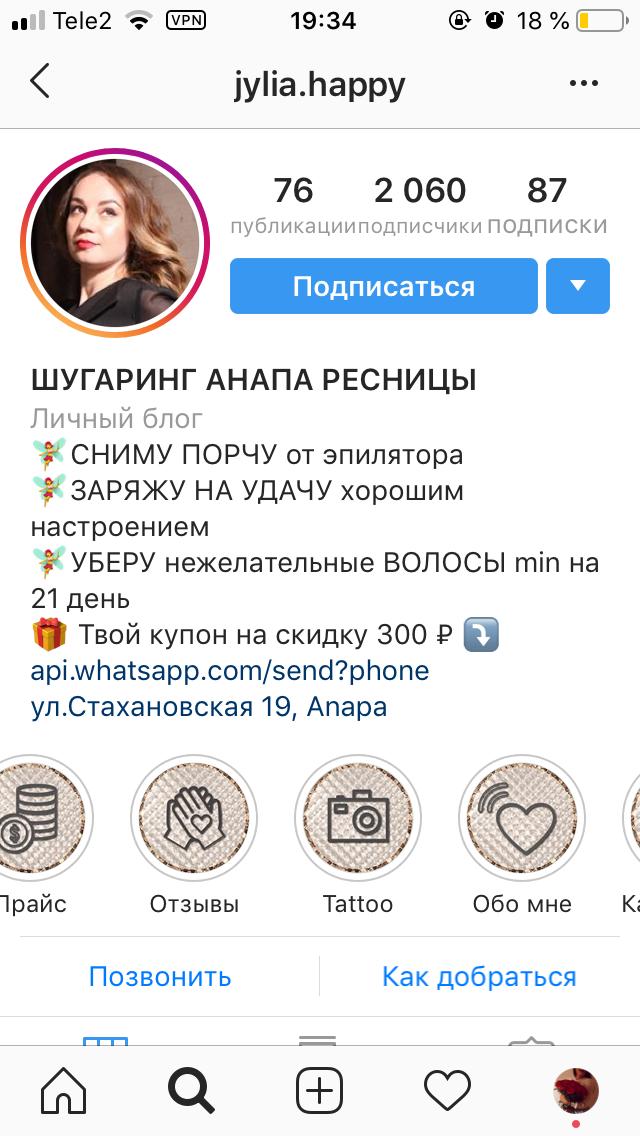 Tele2 VPN 19:34 18 %
jylia.happy
76 2 060 87
публикации подписчики подписки
Подписаться
ШУГАРИНГ АНАПА РЕСНИЦЫ
Личный блог
СНИМУ ПОРЧУ от эпилятора
ЗАРЯЖУ НА УДАЧУ хорошим
настроением
УБЕРУ нежелательные ВОЛОСЫ min на
21 день
Твой купон на скидку 300 ₽
api.whatsapp.com/send?phone
ул.Стахановская 19, Anapa
Прайс Отзывы Tattoo Обо мне
Позвонить Как добраться